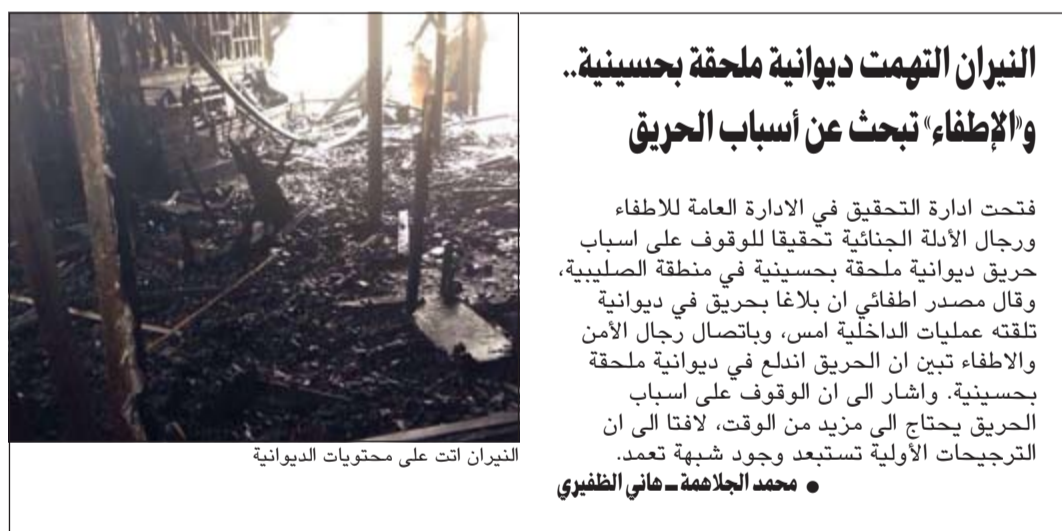 النيران التهمت ديوانية ملحقة بحسينية..
و«الإطفاء» تبحث عن أسباب الحريق
فتحت ادارة التحقيق في الادارة العامة للاطفاء
ورجال الأدلة الجنائية تحقيقا للوقوف على اسباب
حريق ديوانية ملحقة بحسينية في منطقة الصليبية،
وقال مصدر اطفائي ان بلاغا بحريق في ديوانية
تلقته عمليات الداخلية امس، وباتصال رجال الأمن
والاطفاء تبين ان الحريق اندلع في ديوانية ملحقة
بحسينية. واشار الى ان الوقوف على اسباب
الحريق يحتاج الى مزيد من الوقت، لافتا الى ان
الترجيحات الأولية تستبعد وجود شبهة تعمد.
● محمد الجلاهمة ــ هاني الظفيري
النيران اتت على محتويات الديوانية